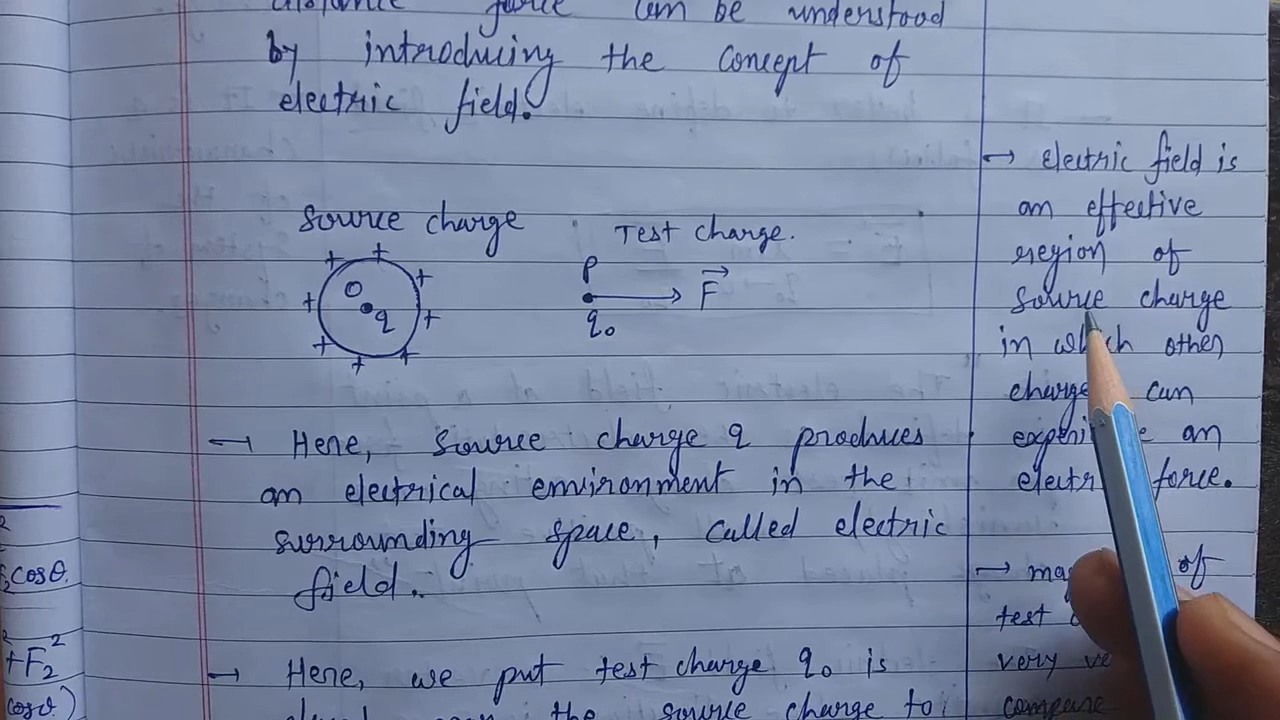 force can be understood
by introducing the concept of
electric field.
Source charge
Test charge.
+ + + + + + + +
O
q
P
q₀
F⃗
→ Here, source charge q produces
an electrical environment in the
surrounding space, called electric
field.
→ Here, we put test charge q₀ is
the source charge to
→ electric field is
an effective
region of
source charge
in which other
charge can
an
force.
→ of
test
very
cosθ.
+F₂²
cosθ)